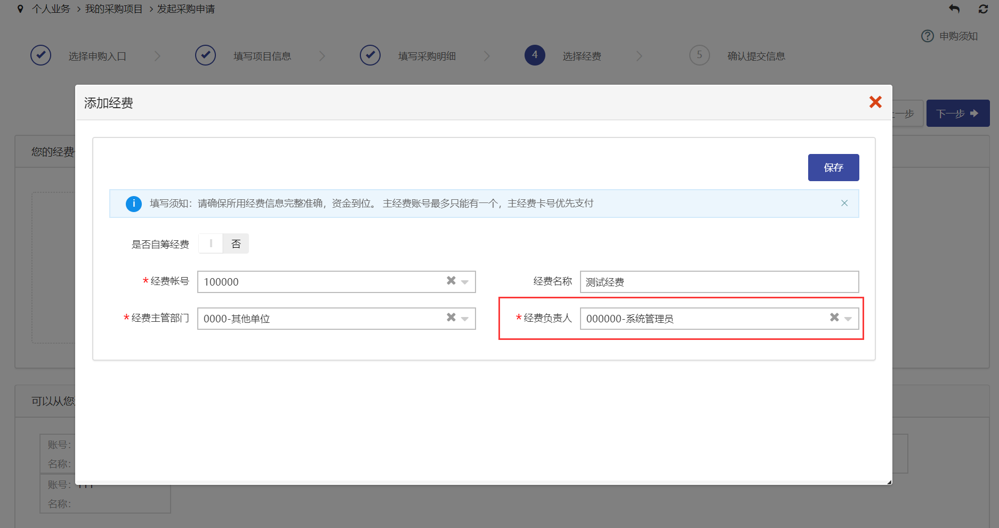 个人业务 > 我的采购项目 > 发起采购申请
申购须知
选择申购入口
填写项目信息
填写采购明细
4 选择经费
5 确认提交信息
添加经费
一步
下一步
您的经费
保存
填写须知：请确保所用经费信息完整准确，资金到位。 主经费账号最多只能有一个，主经费卡号优先支付
是否自筹经费 否
*经费帐号 100000
经费名称 测试经费
*经费主管部门 0000-其他单位
*经费负责人 000000-系统管理员
可以从您
账号：
名称：
账号：
名称：